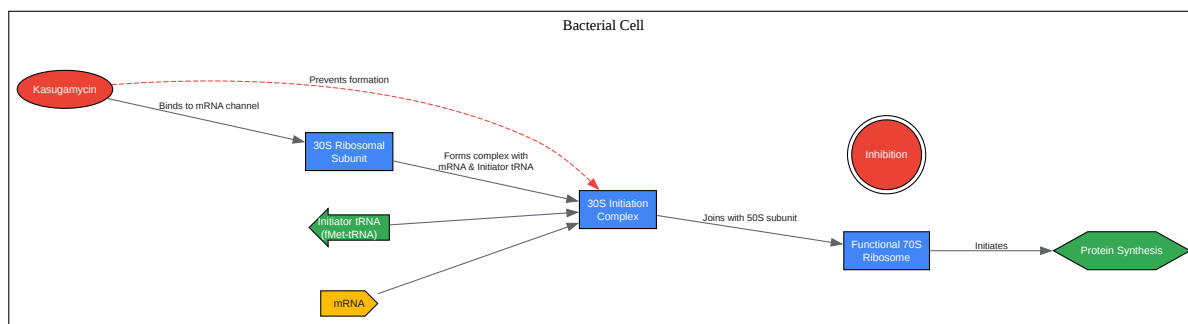 Bacterial Cell
Kasugamycin
Prevents formation
Binds to mRNA channel
30S Ribosomal
Subunit
Forms complex with
mRNA & Initiator tRNA
Inhibition
30S Initiation
Complex
Initiator tRNA
(fMet-tRNA)
Joins with 50S subunit
Functional 70S
Ribosome
Initiates
Protein Synthesis
mRNA